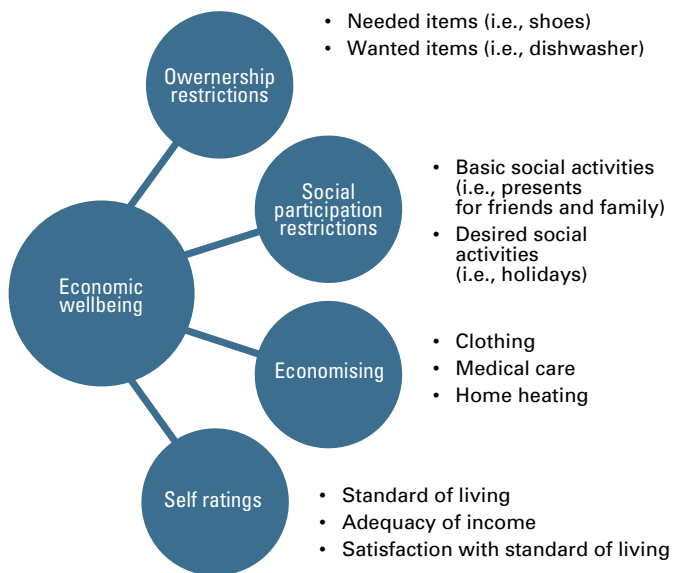 • Needed items (i.e., shoes)
• Wanted items (i.e., dishwasher)
Owernership
restrictions
Social
participation
restrictions
• Basic social activities
(i.e., presents
for friends and family)
• Desired social
activities
(i.e., holidays)
Economic
wellbeing
Economising
• Clothing
• Medical care
• Home heating
Self ratings
• Standard of living
• Adequacy of income
• Satisfaction with standard of living